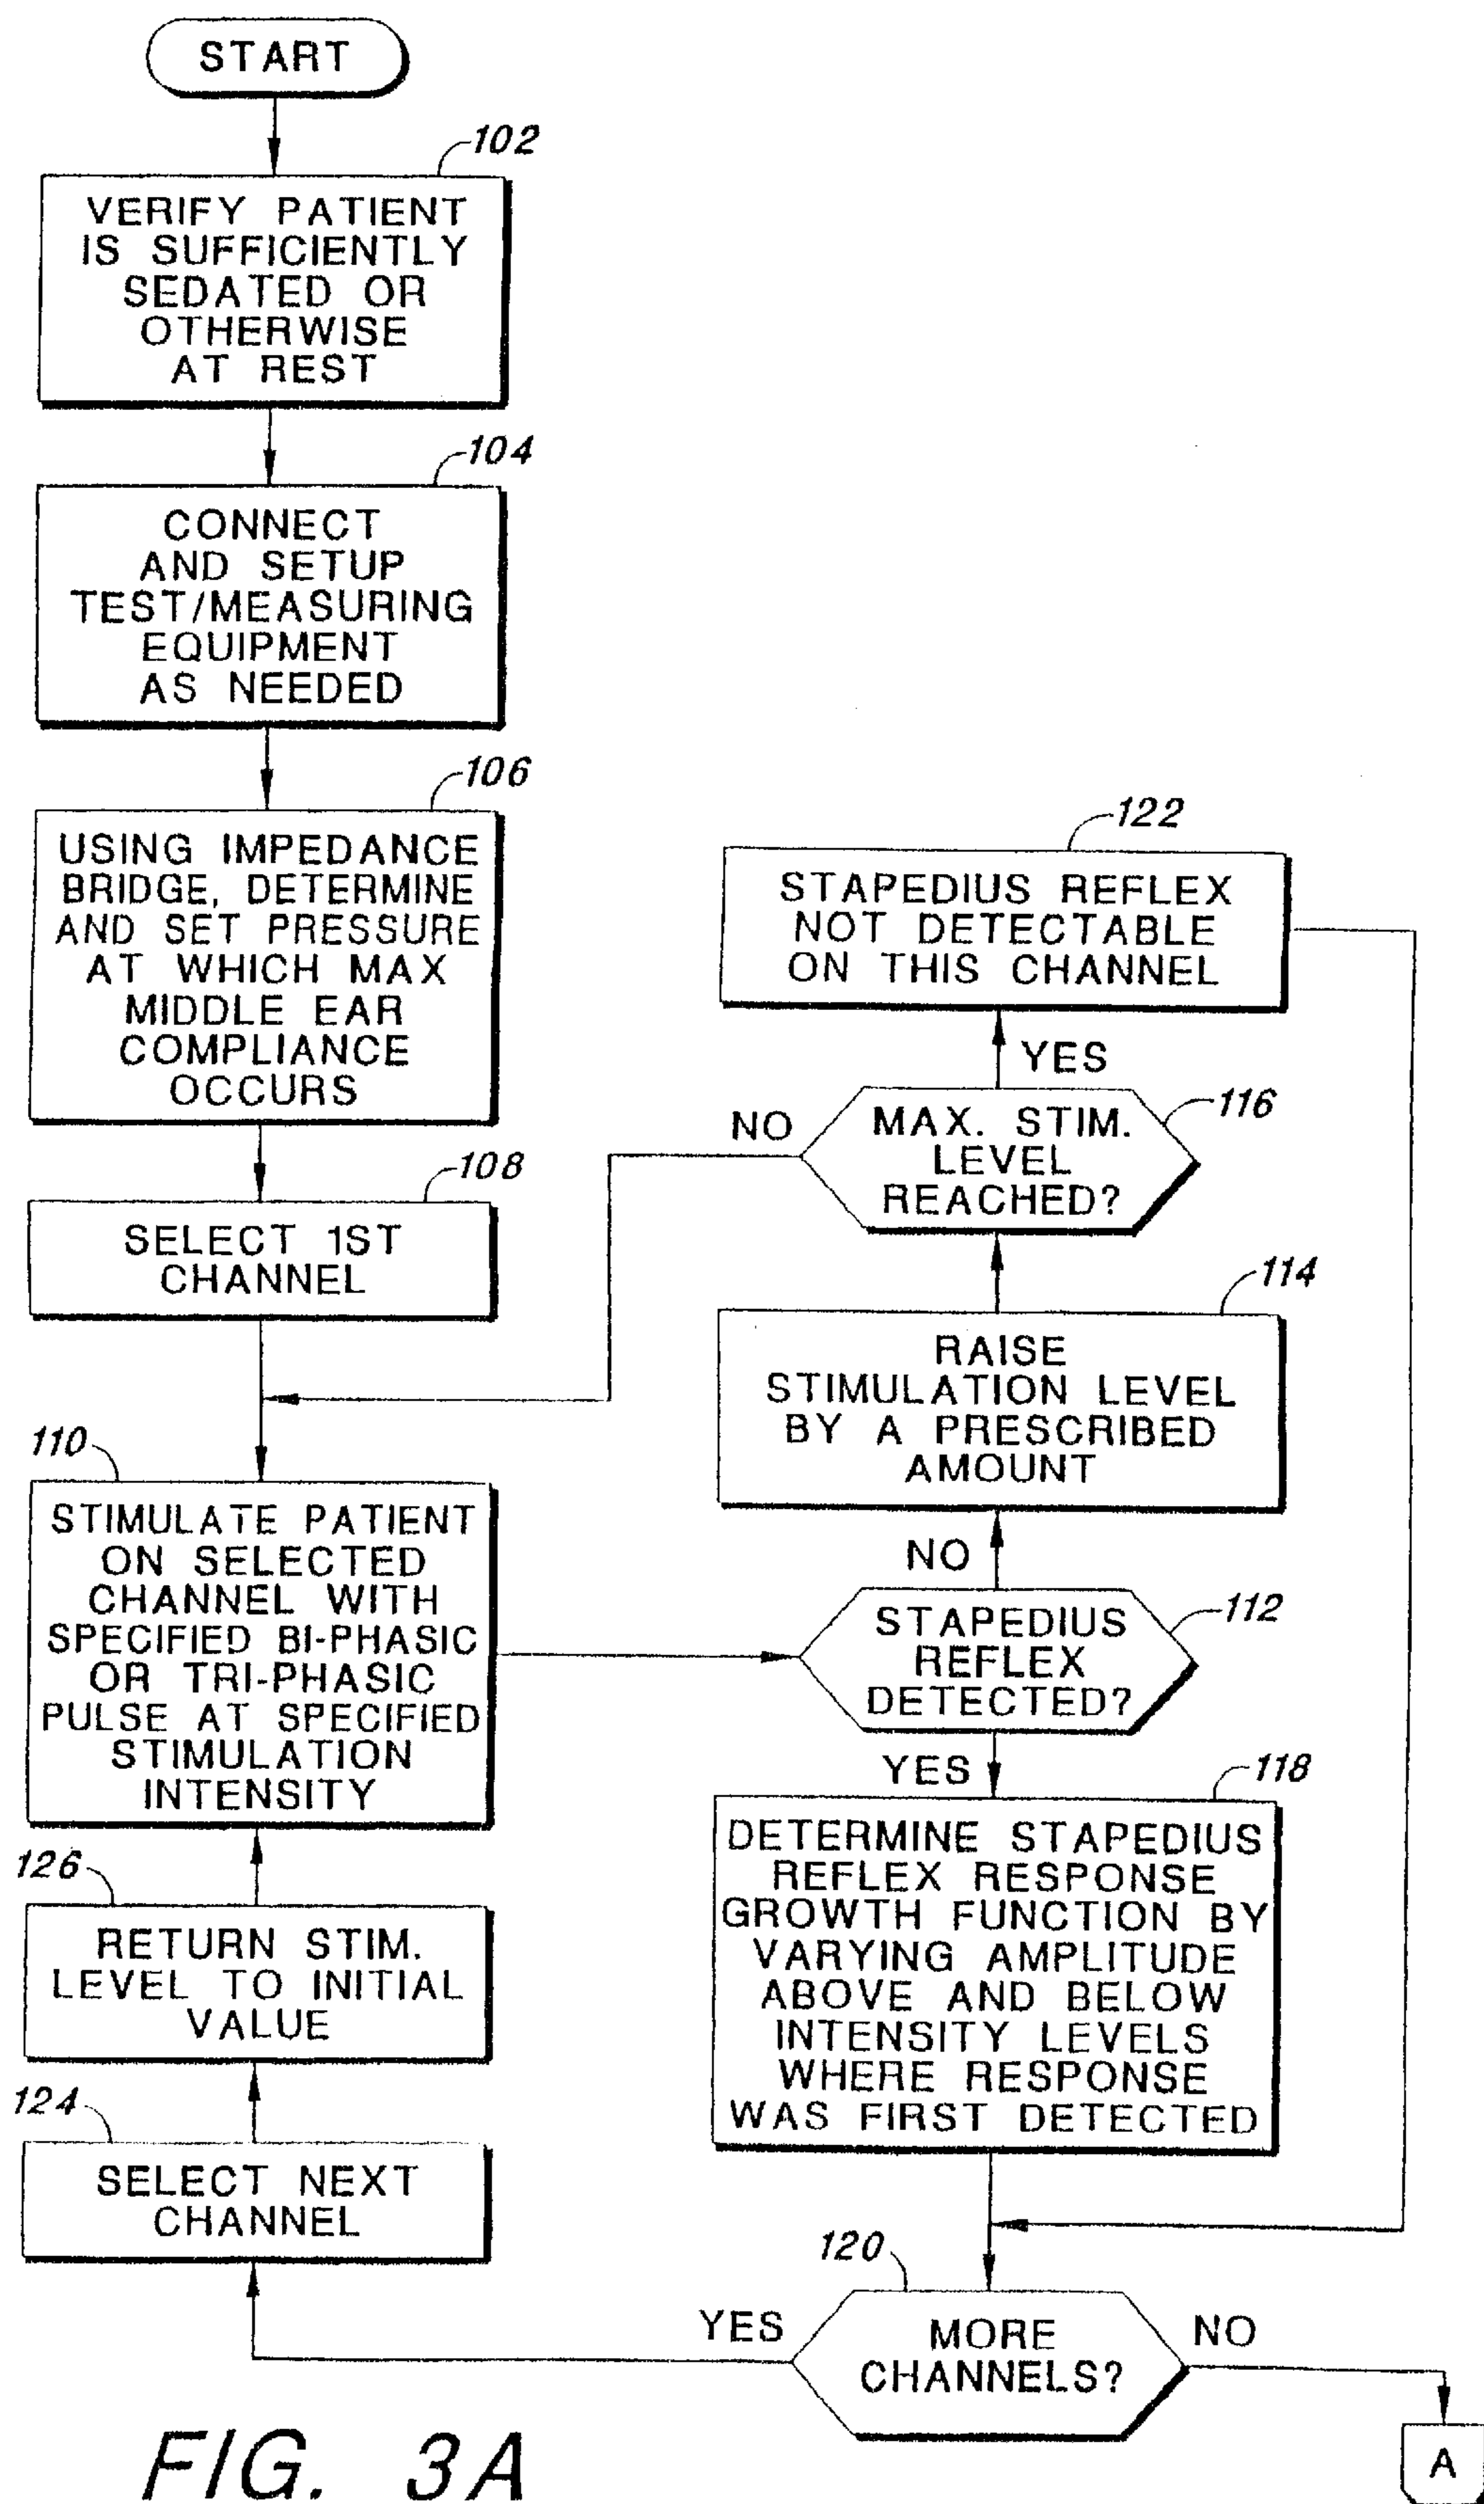 START
102
VERIFY PATIENT
IS SUFFICIENTLY
SEDATED OR
OTHERWISE
AT REST
104
CONNECT
AND SETUP
TEST/MEASURING
EQUIPMENT
AS NEEDED
106
USING IMPEDANCE
BRIDGE, DETERMINE
AND SET PRESSURE
AT WHICH MAX
MIDDLE EAR
COMPLIANCE
OCCURS
108
SELECT 1ST
CHANNEL
110
STIMULATE PATIENT
ON SELECTED
CHANNEL WITH
SPECIFIED BI-PHASIC
OR TRI-PHASIC
PULSE AT SPECIFIED
STIMULATION
INTENSITY
126
RETURN STIM.
LEVEL TO INITIAL
VALUE
124
SELECT NEXT
CHANNEL
122
STAPEDIUS REFLEX
NOT DETECTABLE
ON THIS CHANNEL
YES
116
NO
MAX. STIM.
LEVEL
REACHED?
114
RAISE
STIMULATION LEVEL
BY A PRESCRIBED
AMOUNT
NO
112
STAPEDIUS
REFLEX
DETECTED?
YES
118
DETERMINE STAPEDIUS
REFLEX RESPONSE
GROWTH FUNCTION BY
VARYING AMPLITUDE
ABOVE AND BELOW
INTENSITY LEVELS
WHERE RESPONSE
WAS FIRST DETECTED
120
YES
MORE
CHANNELS?
NO
A
FIG. 3A